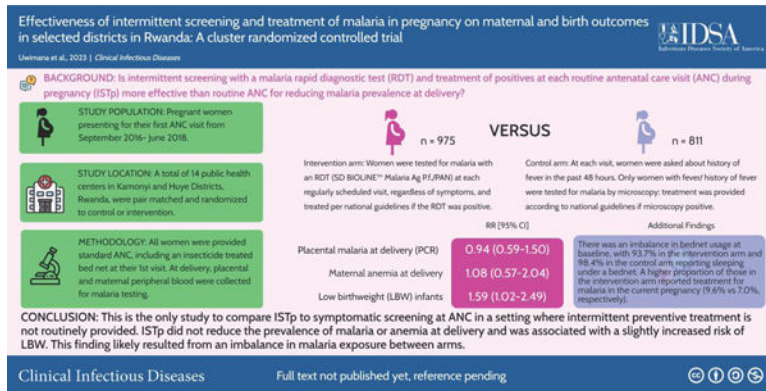 Effectiveness of intermittent screening and treatment of malaria in pregnancy on maternal and birth outcomes
in selected districts in Rwanda: A cluster randomized controlled trial
Uwimana et al., 2023 | Clinical Infectious Diseases
IDSA
Infectious Diseases Society of America
BACKGROUND: Is intermittent screening with a malaria rapid diagnostic test (RDT) and treatment of positives at each routine antenatal care visit (ANC) during
pregnancy (ISTp) more effective than routine ANC for reducing malaria prevalence at delivery?
STUDY POPULATION: Pregnant women
presenting for their first ANC visit from
September 2016- June 2018.
STUDY LOCATION: A total of 14 public health
centers in Kamonyi and Huye Districts,
Rwanda, were pair matched and randomized
to control or intervention.
METHODOLOGY: All women were provided
standard ANC, including an insecticide treated
bed net at their 1st visit. At delivery, placental
and maternal peripheral blood were collected
for malaria testing.
n = 975
VERSUS
n = 811
Intervention arm: Women were tested for malaria with
an RDT (SD BIOLINE™ Malaria Ag P.f./PAN) at each
regularly scheduled visit, regardless of symptoms, and
treated per national guidelines if the RDT was positive.
Control arm: At each visit, women were asked about history of
fever in the past 48 hours. Only women with fever/ history of fever
were tested for malaria by microscopy; treatment was provided
according to national guidelines if microscopy positive.
RR [95% CI]
Placental malaria at delivery (PCR) 0.94 (0.59-1.50)
Maternal anemia at delivery 1.08 (0.57-2.04)
Low birthweight (LBW) infants 1.59 (1.02-2.49)
Additional Findings
There was an imbalance in bednet usage at
baseline, with 93.7% in the intervention arm and
98.4% in the control arm reporting sleeping
under a bednet. A higher proportion of those in
the intervention arm reported treatment for
malaria in the current pregnancy (9.6% vs 7.0%,
respectively).
CONCLUSION: This is the only study to compare ISTp to symptomatic screening at ANC in a setting where intermittent preventive treatment is
not routinely provided. ISTp did not reduce the prevalence of malaria or anemia at delivery and was associated with a slightly increased risk of
LBW. This finding likely resulted from an imbalance in malaria exposure between arms.
Clinical Infectious Diseases
Full text not published yet, reference pending